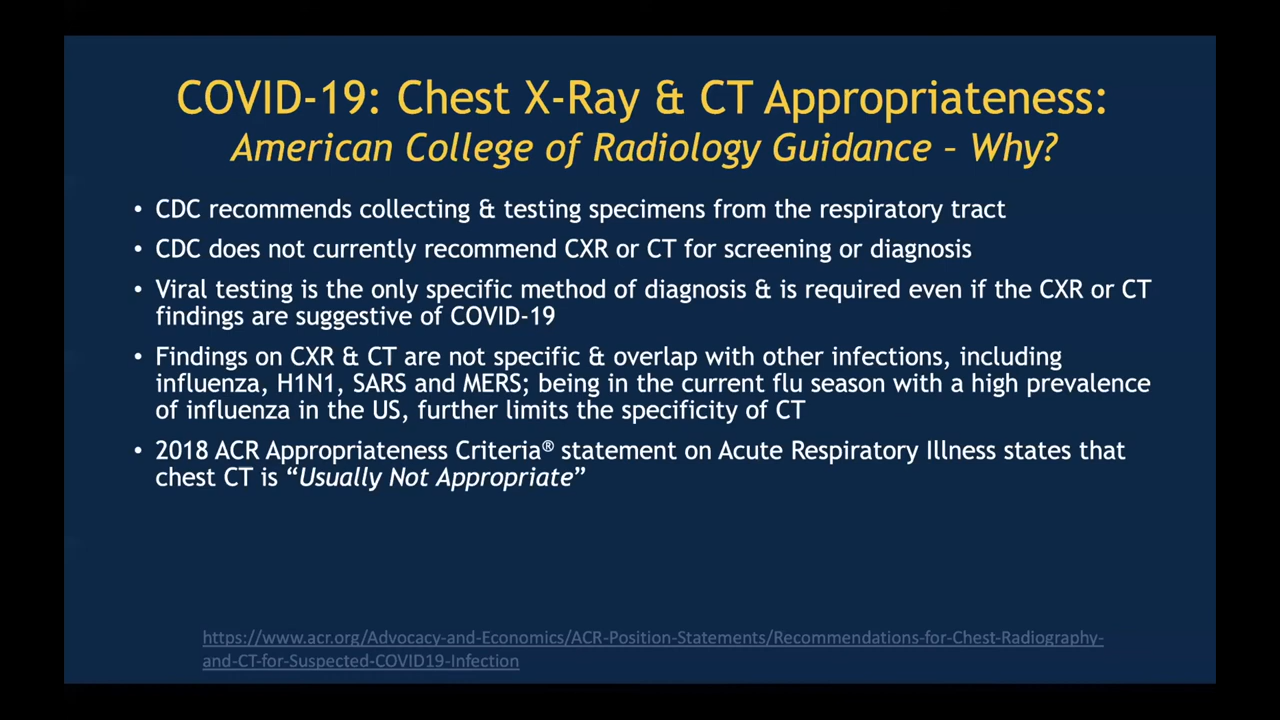 COVID-19: Chest X-Ray & CT Appropriateness:
American College of Radiology Guidance – Why?
• CDC recommends collecting & testing specimens from the respiratory tract
• CDC does not currently recommend CXR or CT for screening or diagnosis
• Viral testing is the only specific method of diagnosis & is required even if the CXR or CT
findings are suggestive of COVID-19
• Findings on CXR & CT are not specific & overlap with other infections, including
influenza, H1N1, SARS and MERS; being in the current flu season with a high prevalence
of influenza in the US, further limits the specificity of CT
• 2018 ACR Appropriateness Criteria® statement on Acute Respiratory Illness states that
chest CT is “Usually Not Appropriate”
https://www.acr.org/Advocacy-and-Economics/ACR-Position-Statements/Recommendations-for-Chest-Radiography-
and-CT-for-Suspected-COVID19-Infection